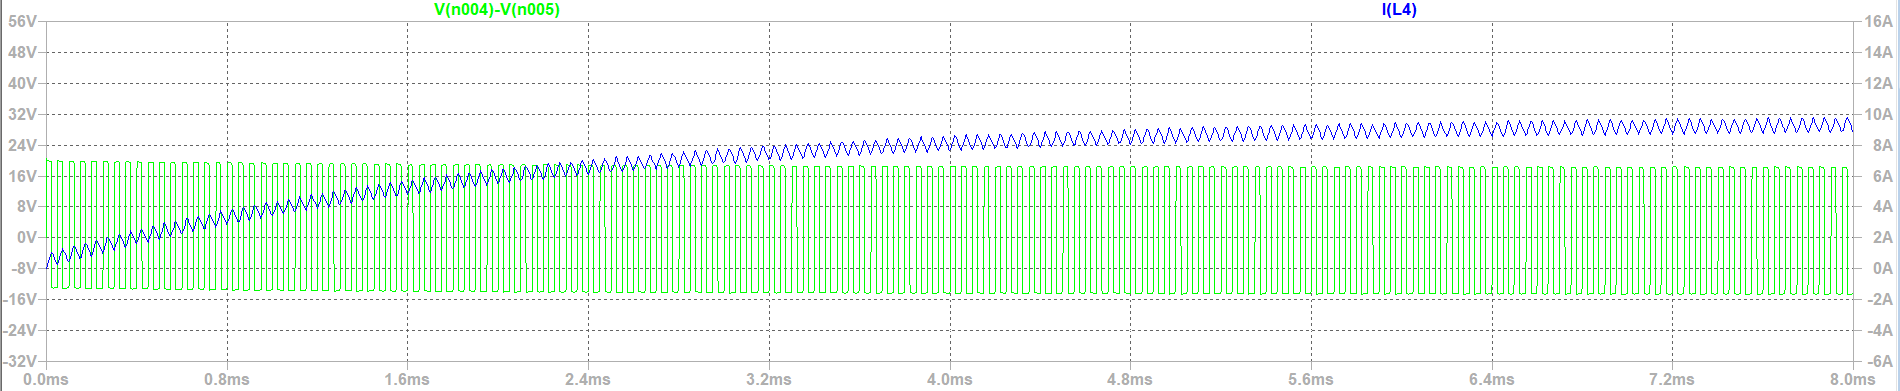 V(n004)-V(n005) I(L4)
56V 16A
48V 14A
40V 12A
32V 10A
24V 8A
16V 6A
8V 4A
0V 2A
-8V 0A
-16V -2A
-24V -4A
-32V -6A
0.0ms 0.8ms 1.6ms 2.4ms 3.2ms 4.0ms 4.8ms 5.6ms 6.4ms 7.2ms 8.0ms